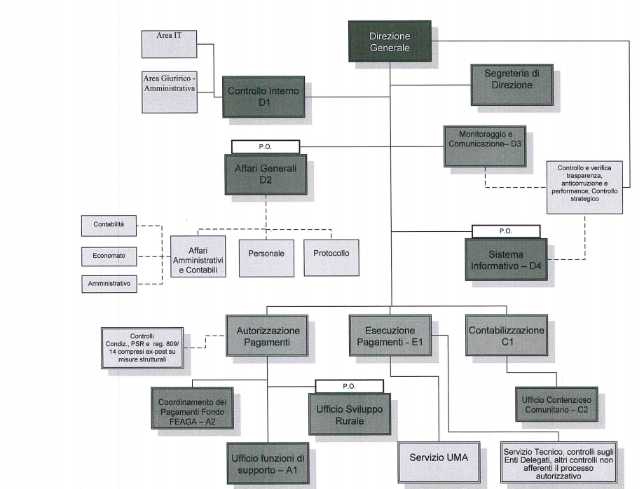 Direzione
Generale
Area IT
Area Giuririco -
Amministrativa
Controllo Interno
D1
Segreteria di
Direzione
P.O.
Affari Generali
D2
Monitoraggio e
Comunicazione– D3
Controllo e verifica
trasparenza,
anticorruzione e
performance, Controllo
strategico
Contabilità
Economato
Amministrativo
Affari
Amministrativi
e Contabili
Personale
Protocollo
P.O.
Sistema
Informativo – D4
Controlli
Condiz., PSR e reg. 809/
14 compresi ex-post su
misure strutturali
Autorizzazione
Pagamenti
Esecuzione
Pagamenti - E1
Contabilizzazione
C1
Coordinamento dei
Pagamenti Fondo
FEAGA – A2
P.O.
Ufficio Sviluppo
Rurale
Ufficio Contenzioso
Comunitario – C2
Ufficio funzioni di
supporto – A1
Servizio UMA
Servizio Tecnico, controlli sugli
Enti Delegati, altri controlli non
afferenti il processo
autorizzativo